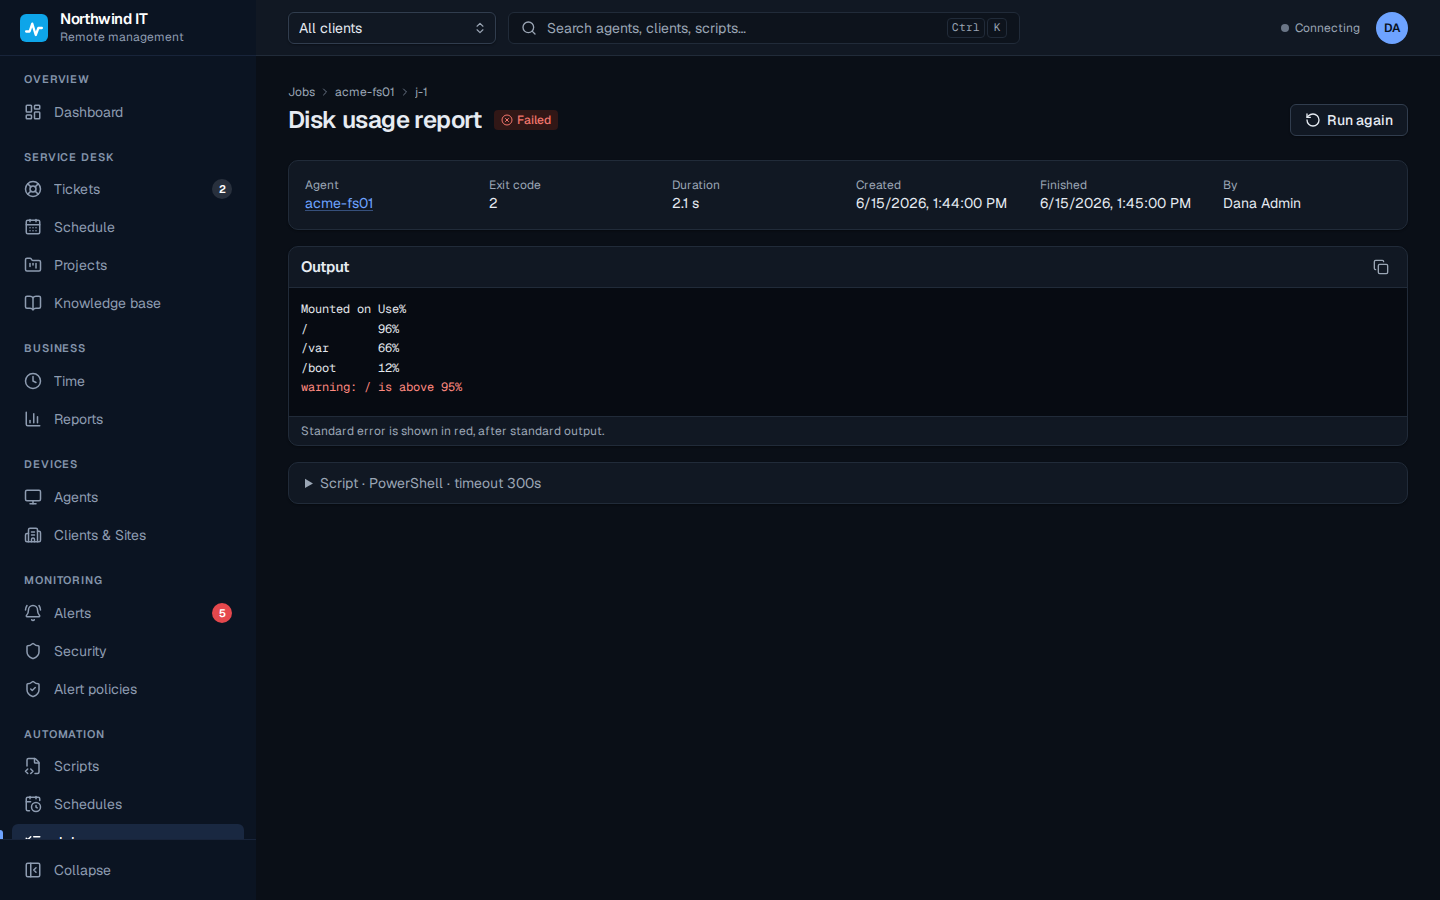 Northwind IT
Remote management
All clients
Search agents, clients, scripts...
Ctrl K
Connecting
DA
OVERVIEW
Dashboard
SERVICE DESK
Tickets 2
Schedule
Projects
Knowledge base
BUSINESS
Time
Reports
DEVICES
Agents
Clients & Sites
MONITORING
Alerts 5
Security
Alert policies
AUTOMATION
Scripts
Schedules
Collapse
Jobs > acme-fs01 > j-1
Disk usage report
Failed
Run again
Agent
acme-fs01
Exit code
2
Duration
2.1 s
Created
6/15/2026, 1:44:00 PM
Finished
6/15/2026, 1:45:00 PM
By
Dana Admin
Output
Mounted on Use%
/ 96%
/var 66%
/boot 12%
warning: / is above 95%
Standard error is shown in red, after standard output.
Script · PowerShell · timeout 300s